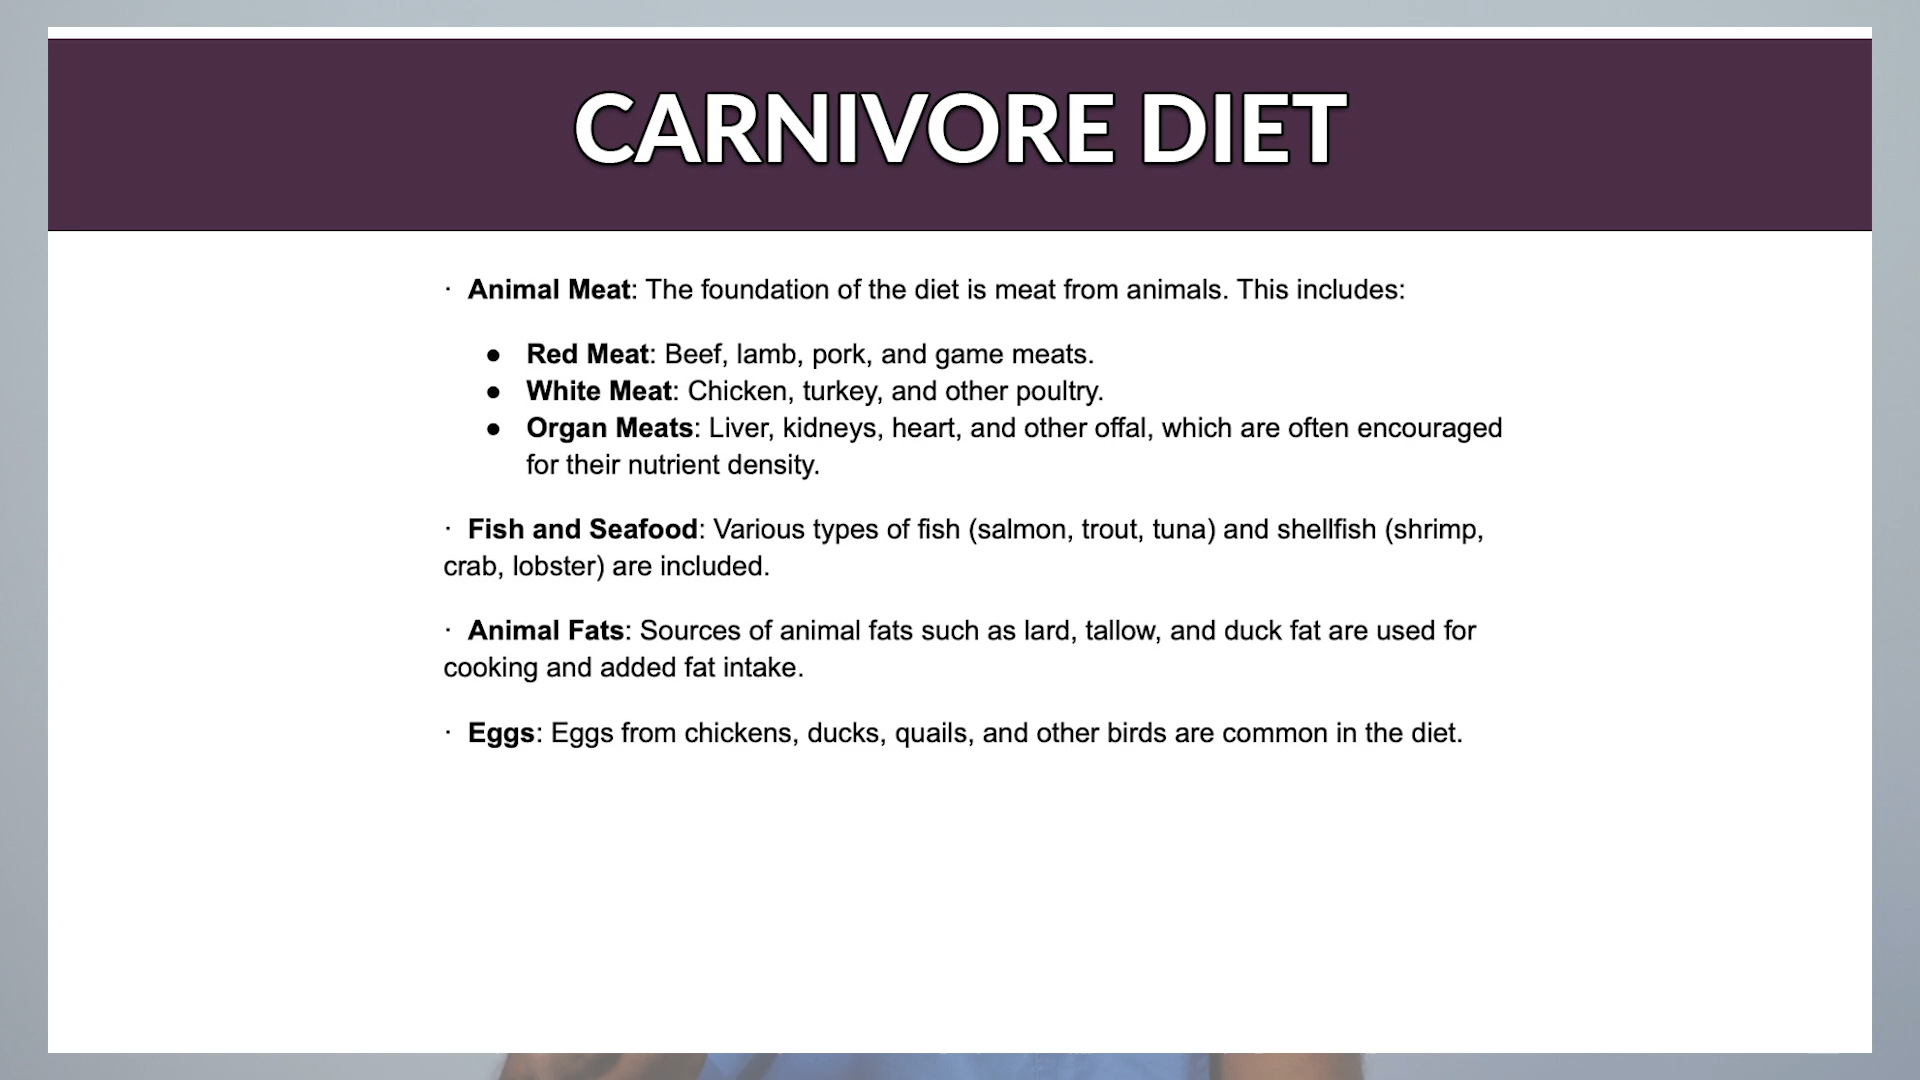 CARNIVORE DIET
· Animal Meat: The foundation of the diet is meat from animals. This includes:
● Red Meat: Beef, lamb, pork, and game meats.
● White Meat: Chicken, turkey, and other poultry.
● Organ Meats: Liver, kidneys, heart, and other offal, which are often encouraged
for their nutrient density.
· Fish and Seafood: Various types of fish (salmon, trout, tuna) and shellfish (shrimp,
crab, lobster) are included.
· Animal Fats: Sources of animal fats such as lard, tallow, and duck fat are used for
cooking and added fat intake.
· Eggs: Eggs from chickens, ducks, quails, and other birds are common in the diet.